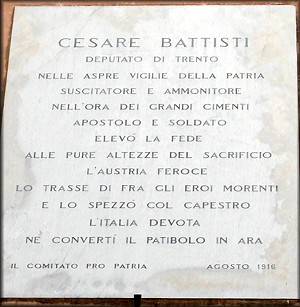 CESARE BATTISTI
DEPUTATO DI TRENTO
NELLE ASPRE VIGILIE DELLA PATRIA
SUSCITATORE E AMMONITORE
NELL'ORA DEI GRANDI CIMENTI
APOSTOLO E SOLDATO
ELEVÒ LA FEDE
ALLE PURE ALTEZZE DEL SACRIFICIO
L'AUSTRIA FEROCE
LO TRASSE DI FRA GLI EROI MORENTI
E LO SPEZZÒ COL CAPESTRO
L'ITALIA DEVOTA
NE CONVERTÍ IL PATIBOLO IN ARA
IL COMITATO PRO PATRIA AGOSTO 1916